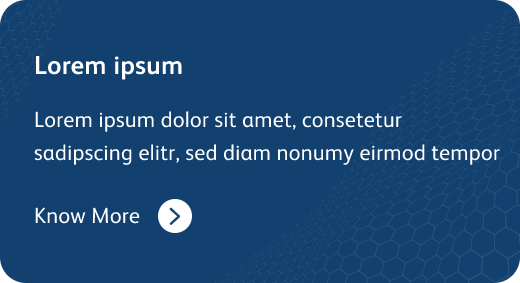 Lorem ipsum
Lorem ipsum dolor sit amet, consetetur
sadipscing elitr, sed diam nonumy eirmod tempor
Know More